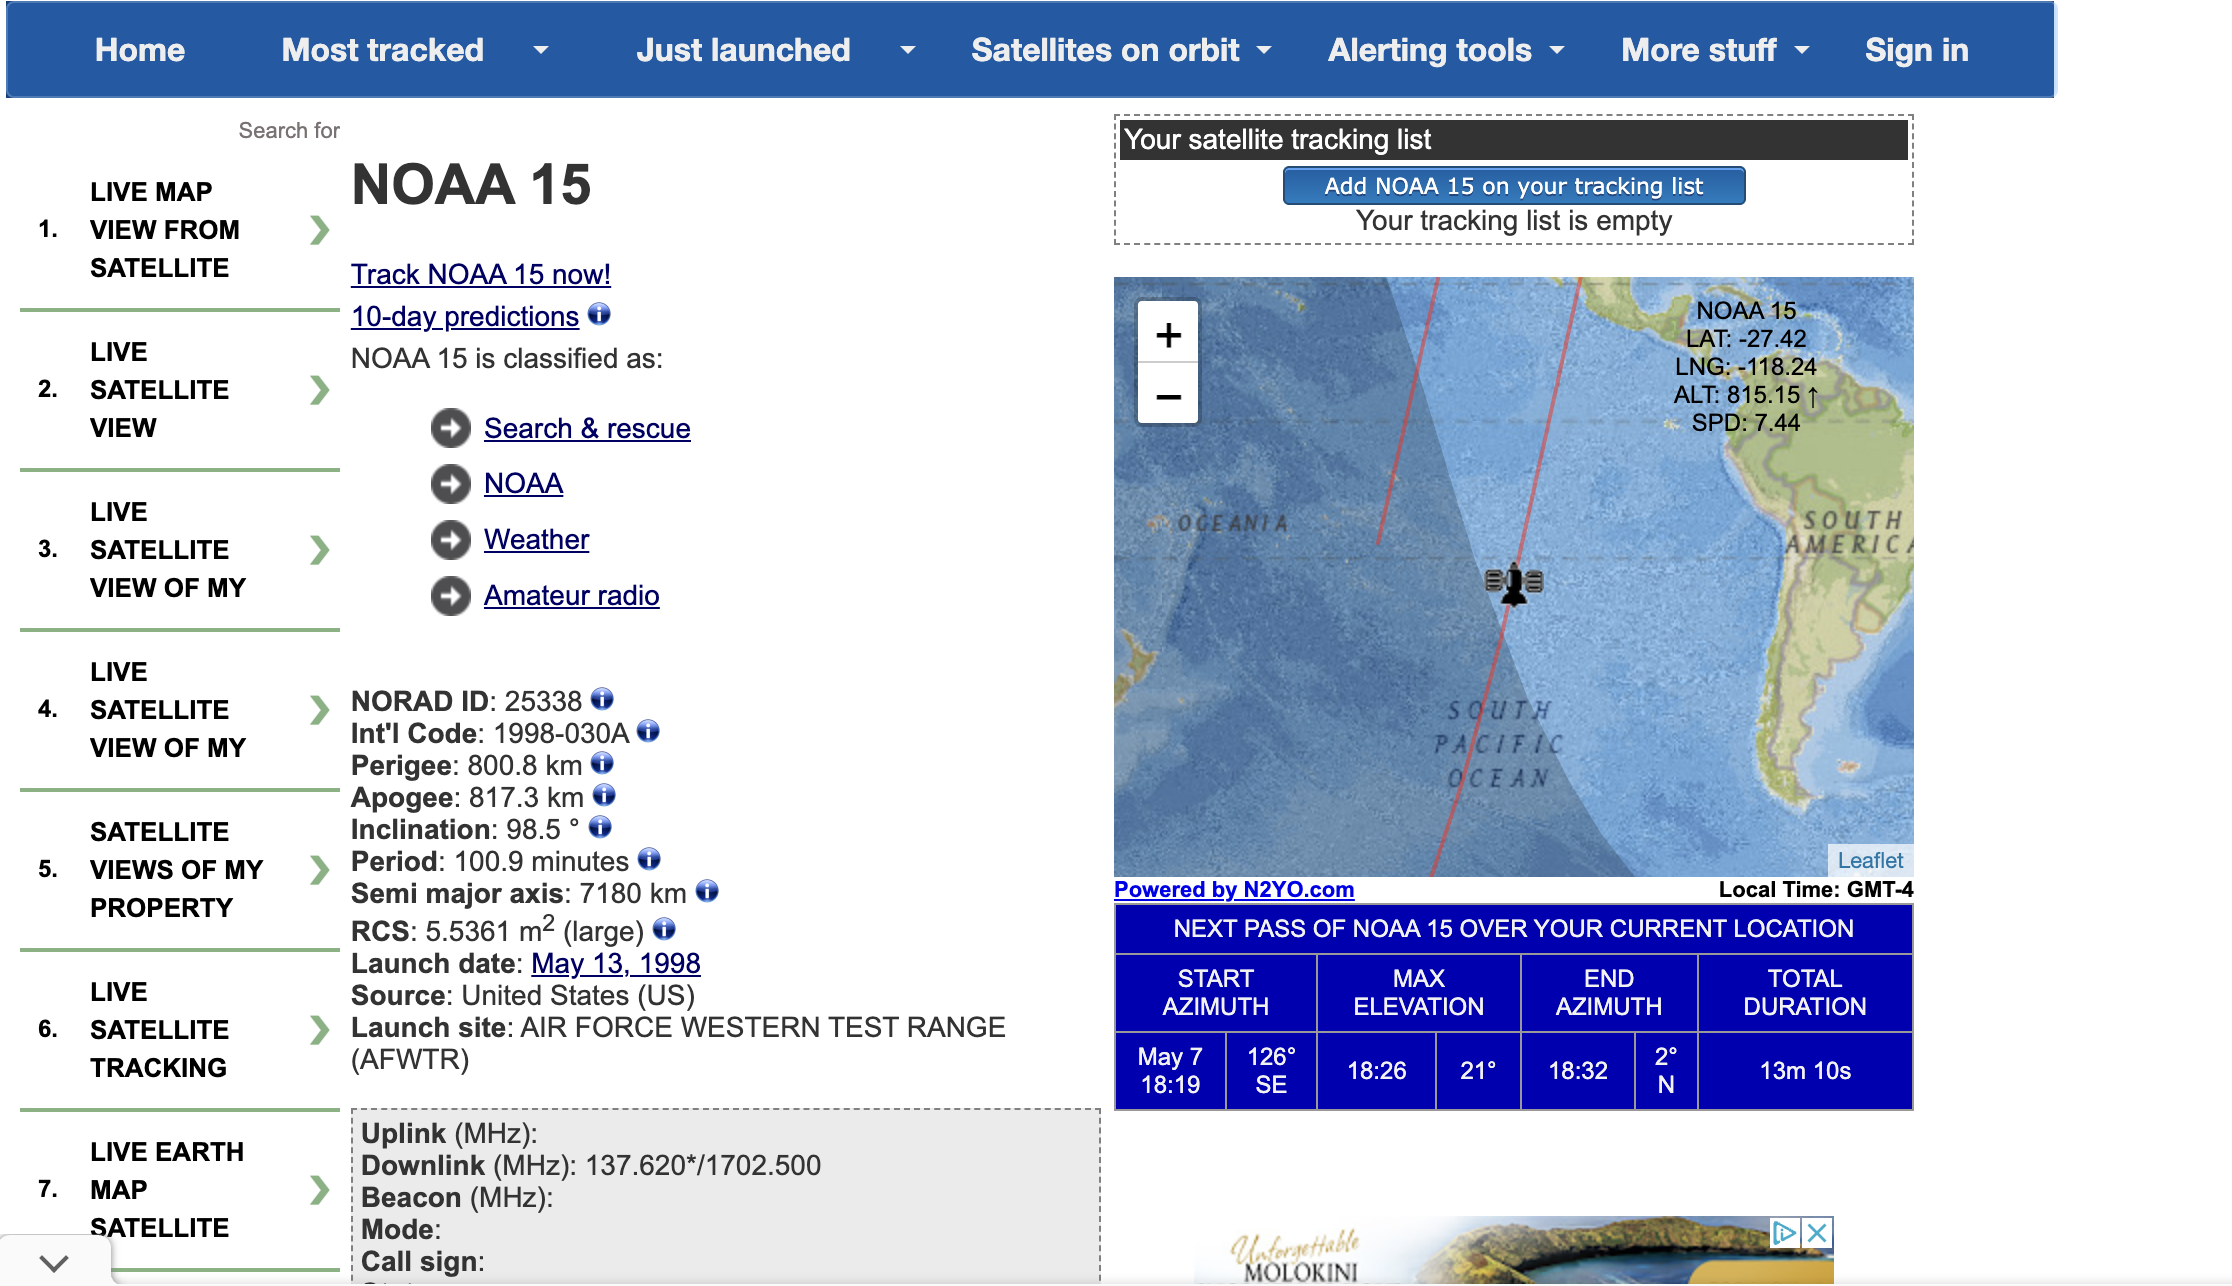 Home Most tracked Just launched Satellites on orbit Alerting tools More stuff Sign in
Search for
1. LIVE MAP
VIEW FROM
SATELLITE
2. LIVE
SATELLITE
VIEW
3. LIVE
SATELLITE
VIEW OF MY
4. LIVE
SATELLITE
VIEW OF MY
5. SATELLITE
VIEWS OF MY
PROPERTY
6. LIVE
SATELLITE
TRACKING
7. LIVE EARTH
MAP
SATELLITE
NOAA 15
Track NOAA 15 now!
10-day predictions
NOAA 15 is classified as:
Search & rescue
NOAA
Weather
Amateur radio
NORAD ID: 25338
Int'l Code: 1998-030A
Perigee: 800.8 km
Apogee: 817.3 km
Inclination: 98.5 °
Period: 100.9 minutes
Semi major axis: 7180 km
RCS: 5.5361 m2 (large)
Launch date: May 13, 1998
Source: United States (US)
Launch site: AIR FORCE WESTERN TEST RANGE
(AFWTR)
Uplink (MHz):
Downlink (MHz): 137.620*/1702.500
Beacon (MHz):
Mode:
Call sign:
Your satellite tracking list
Add NOAA 15 on your tracking list
Your tracking list is empty
+
−
NOAA 15
LAT: -27.42
LNG: -118.24
ALT: 815.15 ↑
SPD: 7.44
OCEANIA
SOUTH
AMERICA
SOUTH
PACIFIC
OCEAN
Leaflet
Powered by N2YO.com Local Time: GMT-4
NEXT PASS OF NOAA 15 OVER YOUR CURRENT LOCATION
START AZIMUTH MAX ELEVATION END AZIMUTH TOTAL DURATION
May 7 18:19 126° SE 18:26 21° 18:32 2° N 13m 10s
Unforgettable
MOLOKINI